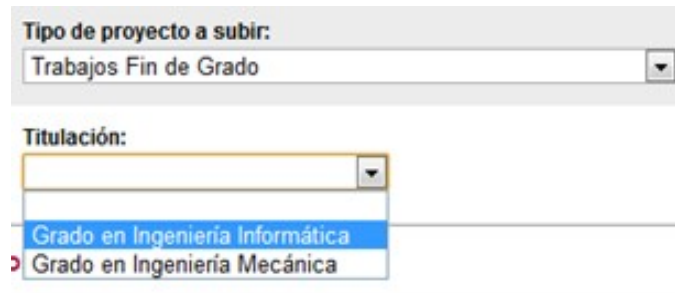 Tipo de proyecto a subir:
Trabajos Fin de Grado
Titulación:
Grado en Ingeniería Informática
Grado en Ingeniería Mecánica